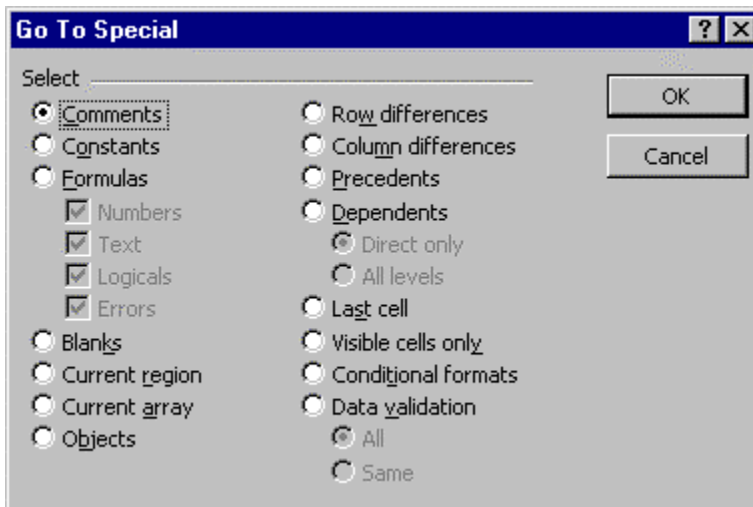 Go To Special
Select
Comments
Constants
Formulas
Numbers
Text
Logicals
Errors
Blanks
Current region
Current array
Objects
Row differences
Column differences
Precedents
Dependents
Direct only
All levels
Last cell
Visible cells only
Conditional formats
Data validation
All
Same
OK
Cancel